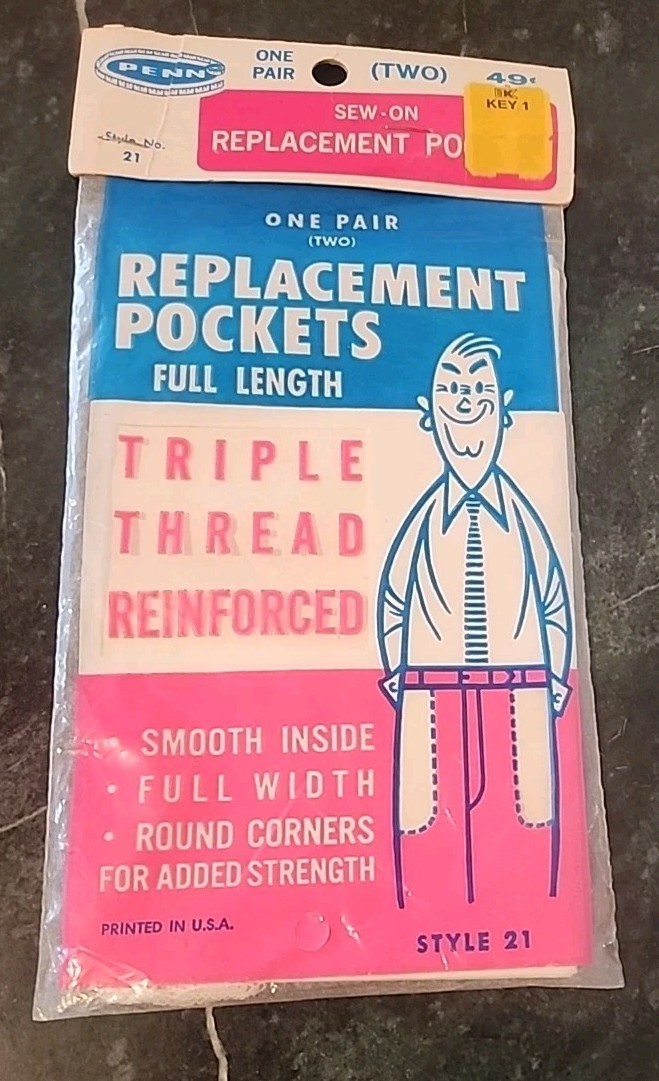 PENN
ONE
PAIR
(TWO)
49¢
KEY 1
Style No.
21
SEW-ON
REPLACEMENT PO
ONE PAIR
(TWO)
REPLACEMENT
POCKETS
FULL LENGTH
TRIPLE
THREAD
REINFORCED
• SMOOTH INSIDE
• FULL WIDTH
• ROUND CORNERS
FOR ADDED STRENGTH
PRINTED IN U.S.A.
STYLE 21